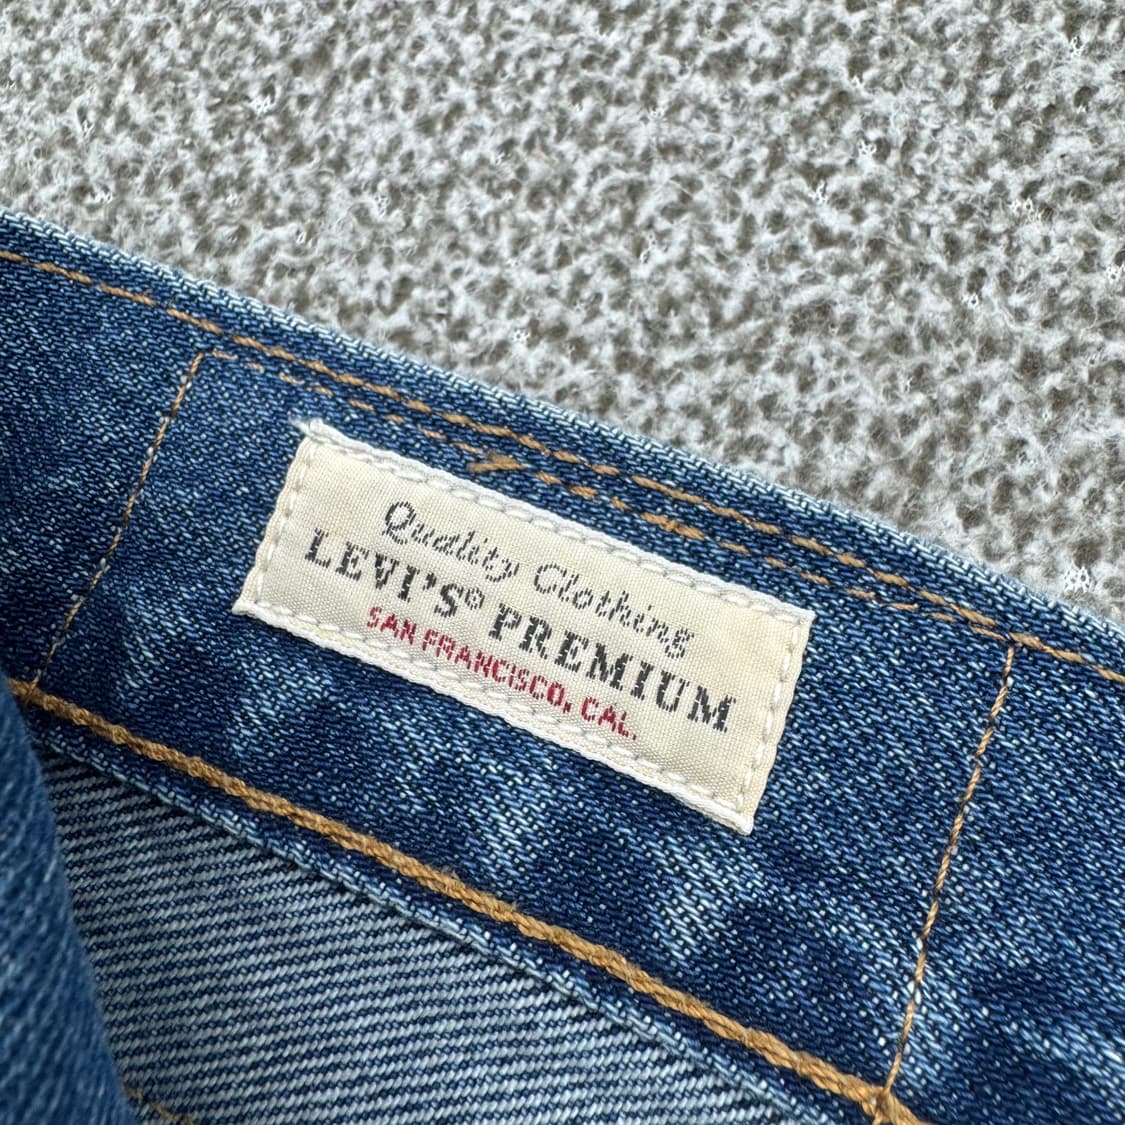 Quality Clothing
LEVI'S® PREMIUM
SAN FRANCISCO, CAL.